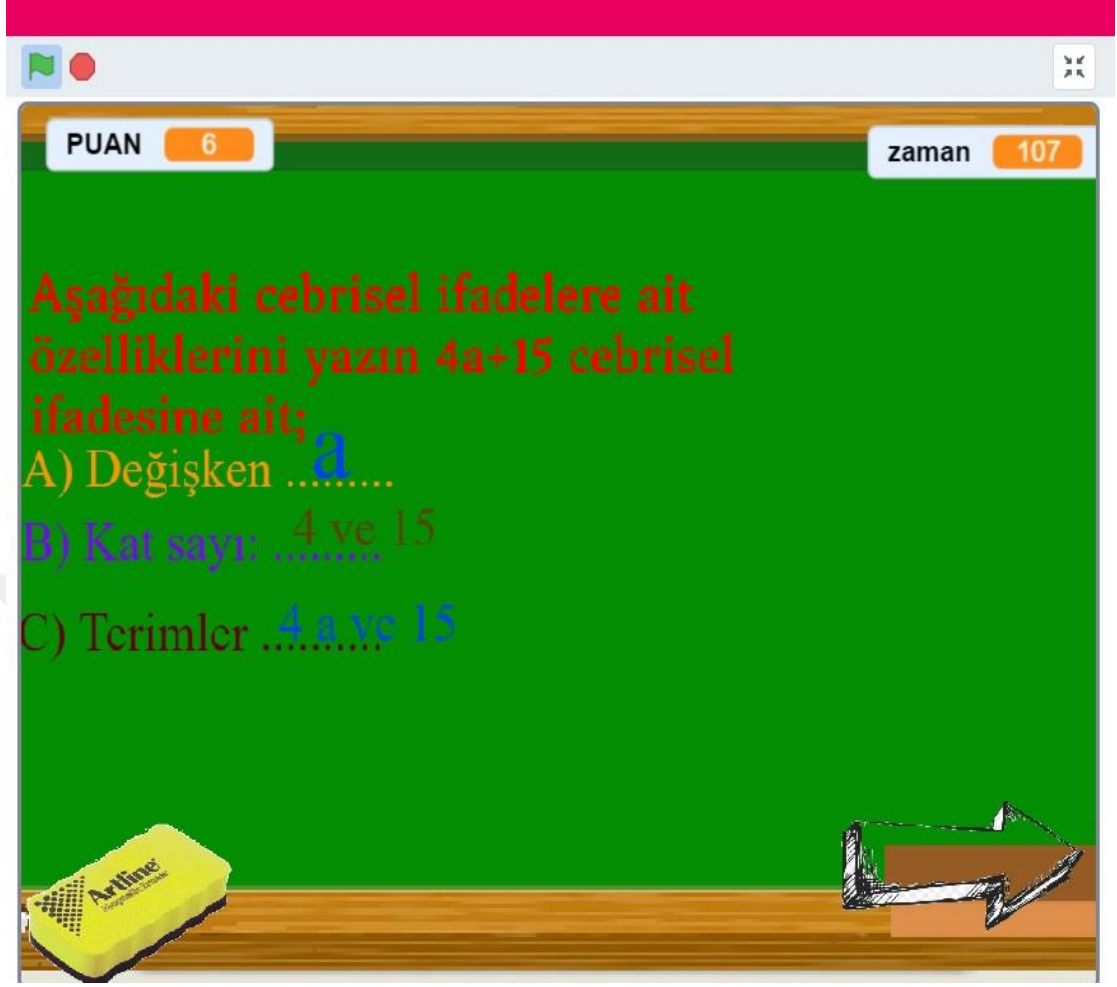 PUAN 6
zaman 107
Aşağıdaki cebrisel ifadelere ait
özelliklerini yazın 4a+15 cebrisel
ifadesine ait;
A) Değişken ...a......
B) Kat sayı: ..4 ve 15
C) Terimler ..4 a ve 15
Artline